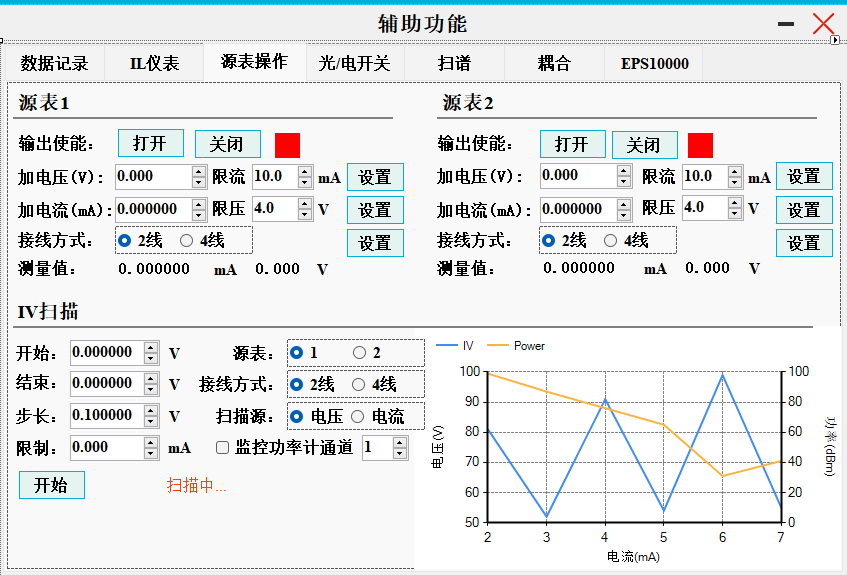 辅助功能
数据记录 IL仪表 源表操作 光/电开关 扫谱 耦合 EPS10000
源表1
输出使能： 打开 关闭
加电压(V)： 0.000 限流 10.0 mA 设置
加电流(mA)： 0.000000 限压 4.0 V 设置
接线方式： 2线 4线 设置
测量值： 0.000000 mA 0.000 V
源表2
输出使能： 打开 关闭
加电压(V)： 0.000 限流 10.0 mA 设置
加电流(mA)： 0.000000 限压 4.0 V 设置
接线方式： 2线 4线 设置
测量值： 0.000000 mA 0.000 V
IV扫描
开始： 0.000000 V 源表： 1 2
结束： 0.000000 V 接线方式： 2线 4线
步长： 0.100000 V 扫描源： 电压 电流
限制： 0.000 mA 监控功率计通道 1
开始 扫描中...
IV Power
100 100
90 80
80 60
70 40
60 20
50 0
2 3 4 5 6 7
电压(V)
功率(dBm)
电流(mA)